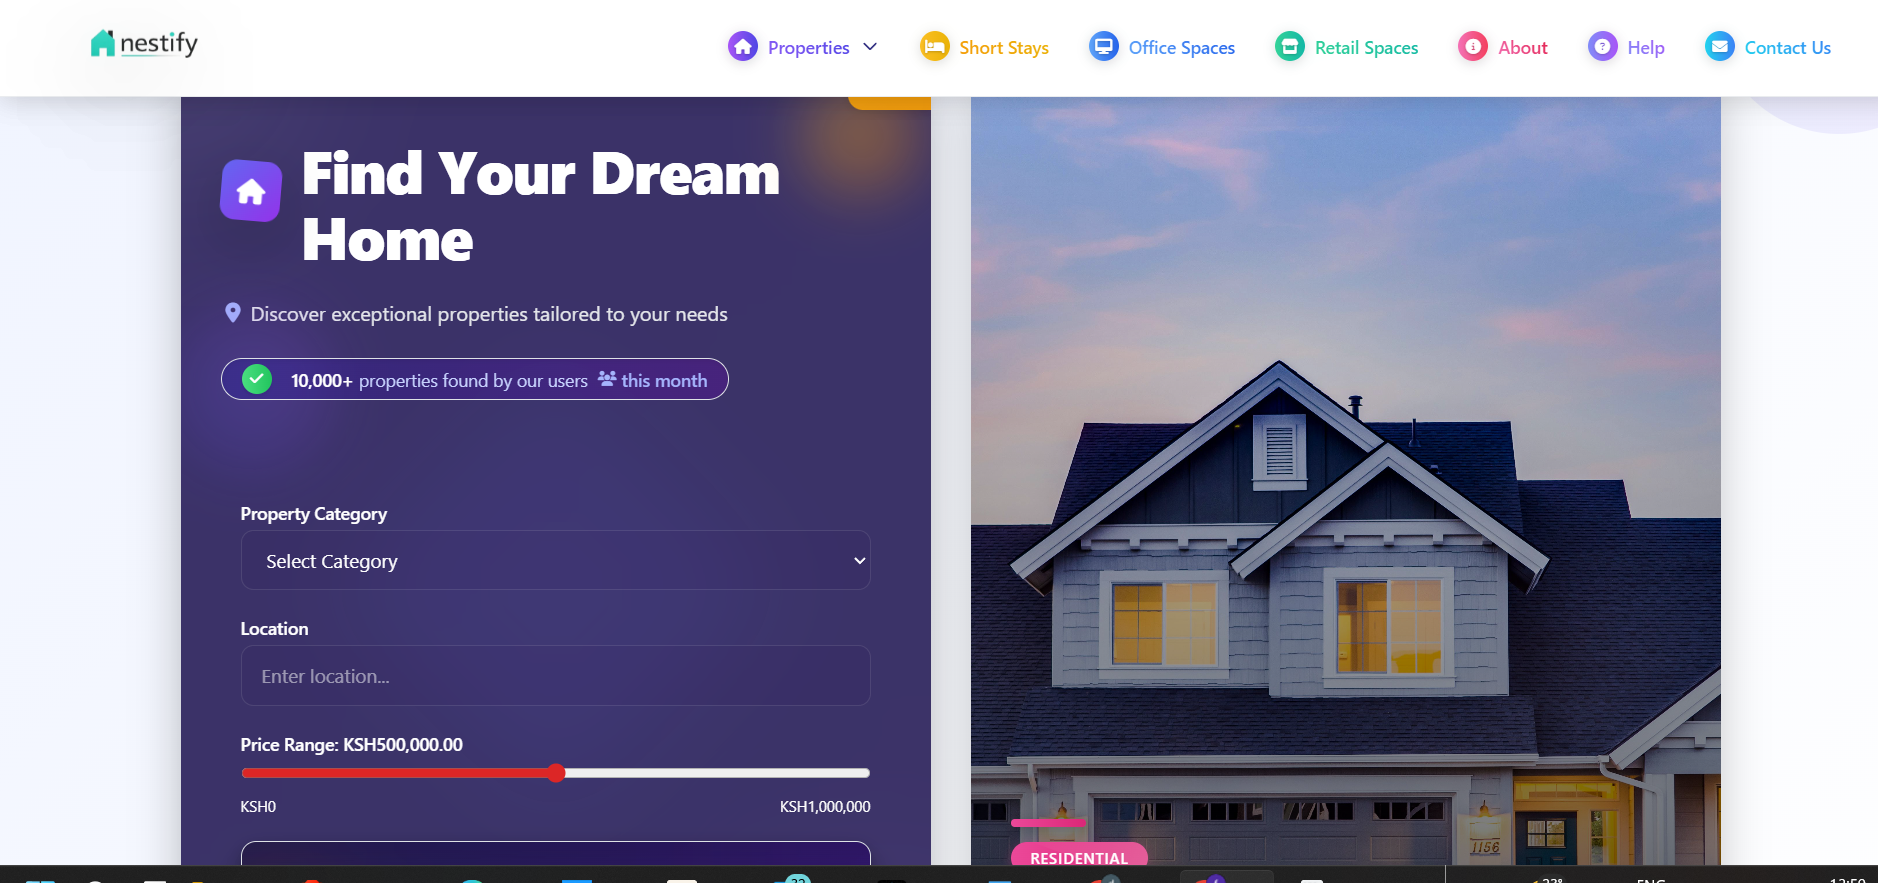 nestify
Properties
Short Stays
Office Spaces
Retail Spaces
About
Help
Contact Us
Find Your Dream
Home
Discover exceptional properties tailored to your needs
10,000+ properties found by our users this month
Property Category
Select Category
Location
Enter location...
Price Range: KSH500,000.00
KSH0
KSH1,000,000
1156
RESIDENTIAL